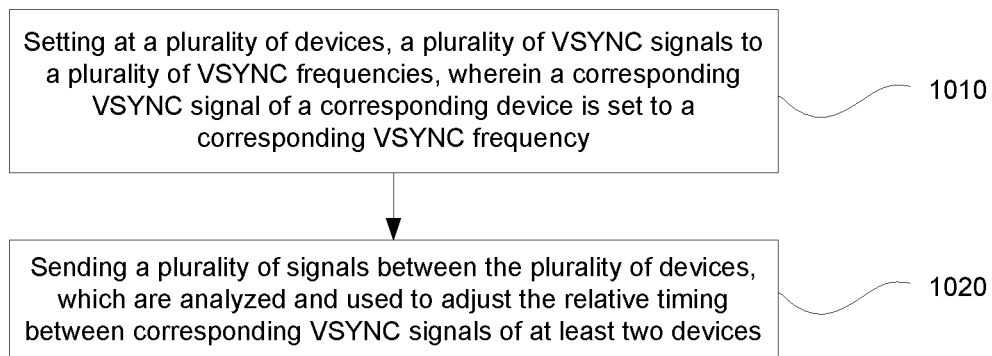 Setting at a plurality of devices, a plurality of VSYNC signals to
a plurality of VSYNC frequencies, wherein a corresponding
VSYNC signal of a corresponding device is set to a
corresponding VSYNC frequency
1010
Sending a plurality of signals between the plurality of devices,
which are analyzed and used to adjust the relative timing
between corresponding VSYNC signals of at least two devices
1020